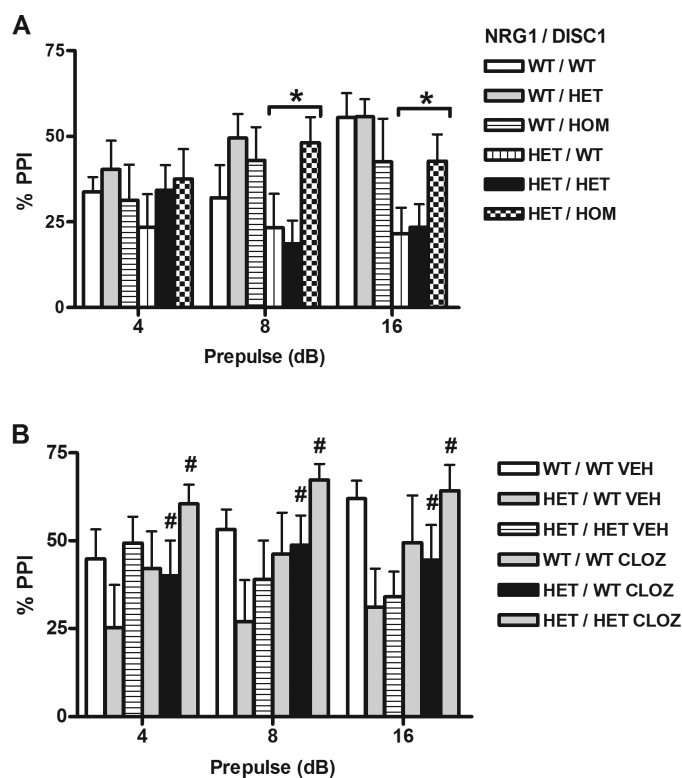 A
NRG1 / DISC1
WT / WT
WT / HET
WT / HOM
HET / WT
HET / HET
HET / HOM
75
50
25
0
% PPI
*
*
4
8
16
Prepulse (dB)
B
WT / WT VEH
HET / WT VEH
HET / HET VEH
WT / WT CLOZ
HET / WT CLOZ
HET / HET CLOZ
75
50
25
0
% PPI
#
#
#
#
#
#
4
8
16
Prepulse (dB)